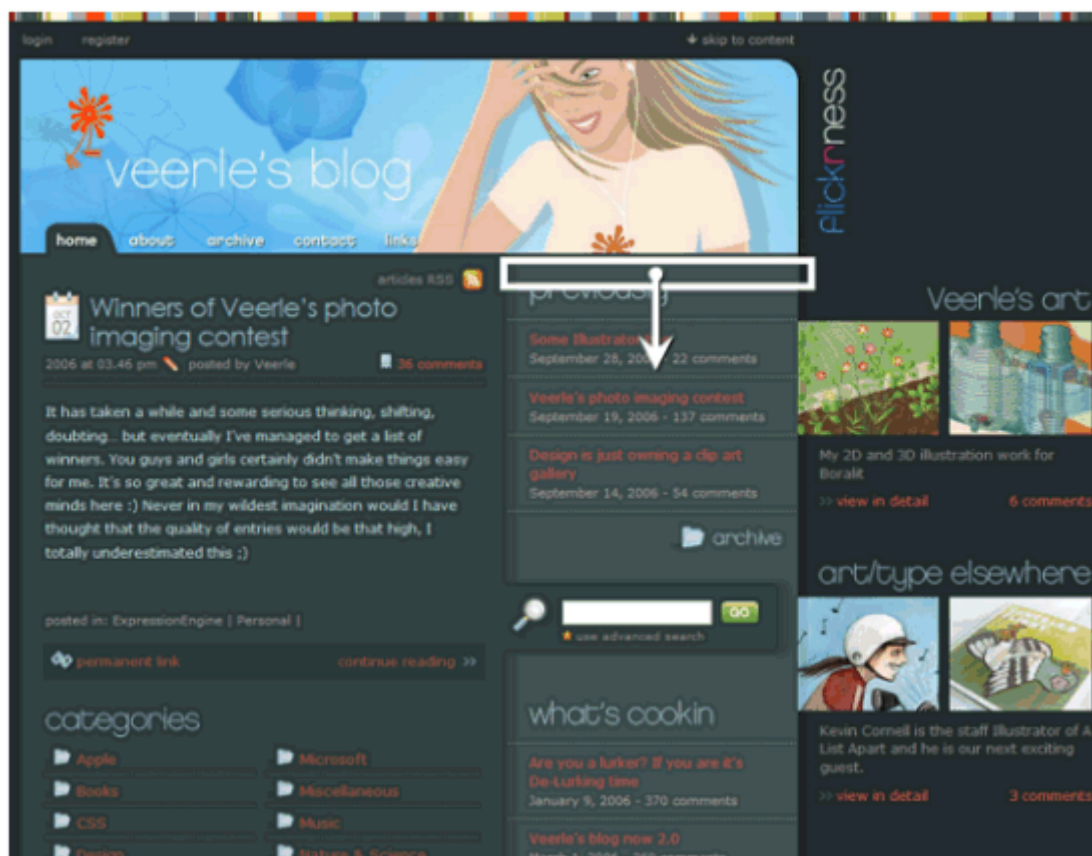 login register
skip to content
veerle's blog
home about archive contact links
articles RSS
OCT
02
Winners of Veerle's photo
imaging contest
2006 at 03.46 pm posted by Veerle 36 comments
It has taken a while and some serious thinking, shifting,
doubting... but eventually I've managed to get a list of
winners. You guys and girls certainly didn't make things easy
for me. It's so great and rewarding to see all those creative
minds here :) Never in my wildest imagination would I have
thought that the quality of entries would be that high, I
totally underestimated this ;)
posted in: ExpressionEngine | Personal |
permanent link continue reading >>
categories
Apple Microsoft
Books Miscellaneous
CSS Music
Design Nature & Science
previously
Some Illustrator
September 28, 2006 - 22 comments
Veerle's photo imaging contest
September 19, 2006 - 137 comments
Design is just owning a clip art
gallery
September 14, 2006 - 54 comments
archive
GO
use advanced search
what's cookin
Are you a lurker? If you are it's
De-Lurking time
January 9, 2006 - 370 comments
Veerle's blog now 2.0
flickrness
Veerle's art
My 2D and 3D illustration work for
Boralit
>> view in detail 6 comments
art/type elsewhere
Kevin Cornell is the staff Illustrator of A
List Apart and he is our next exciting
guest.
>> view in detail 3 comments